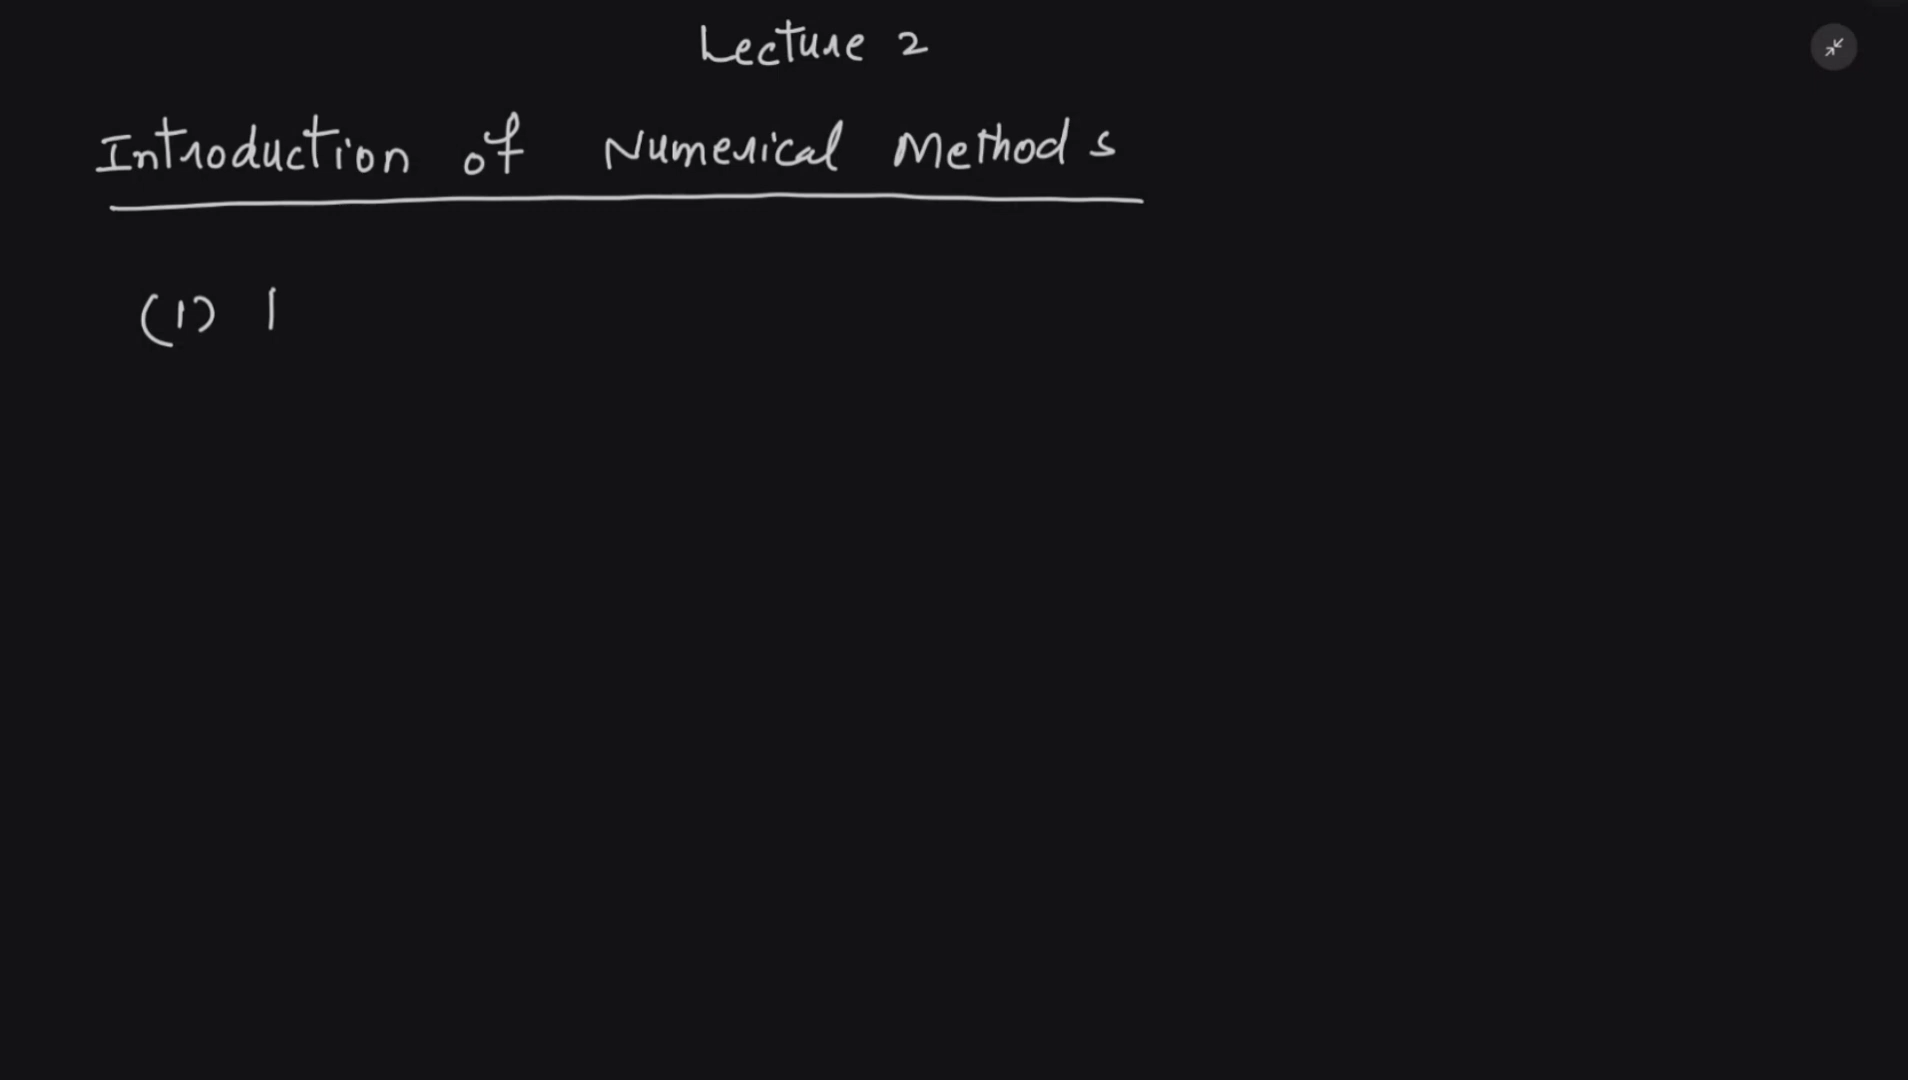 Lecture 2
Introduction of Numerical Methods
(1)